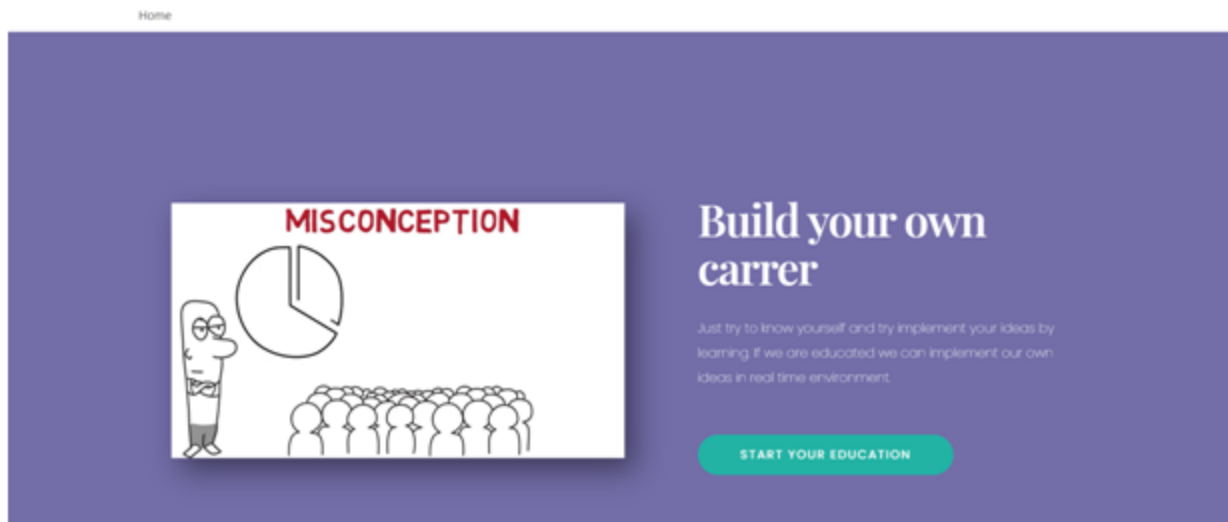 Home
MISCONCEPTION
Build your own
carrer
Just try to know yourself and try implement your ideas by
learning. If we are educated we can implement our own
ideas in real time environment.
START YOUR EDUCATION